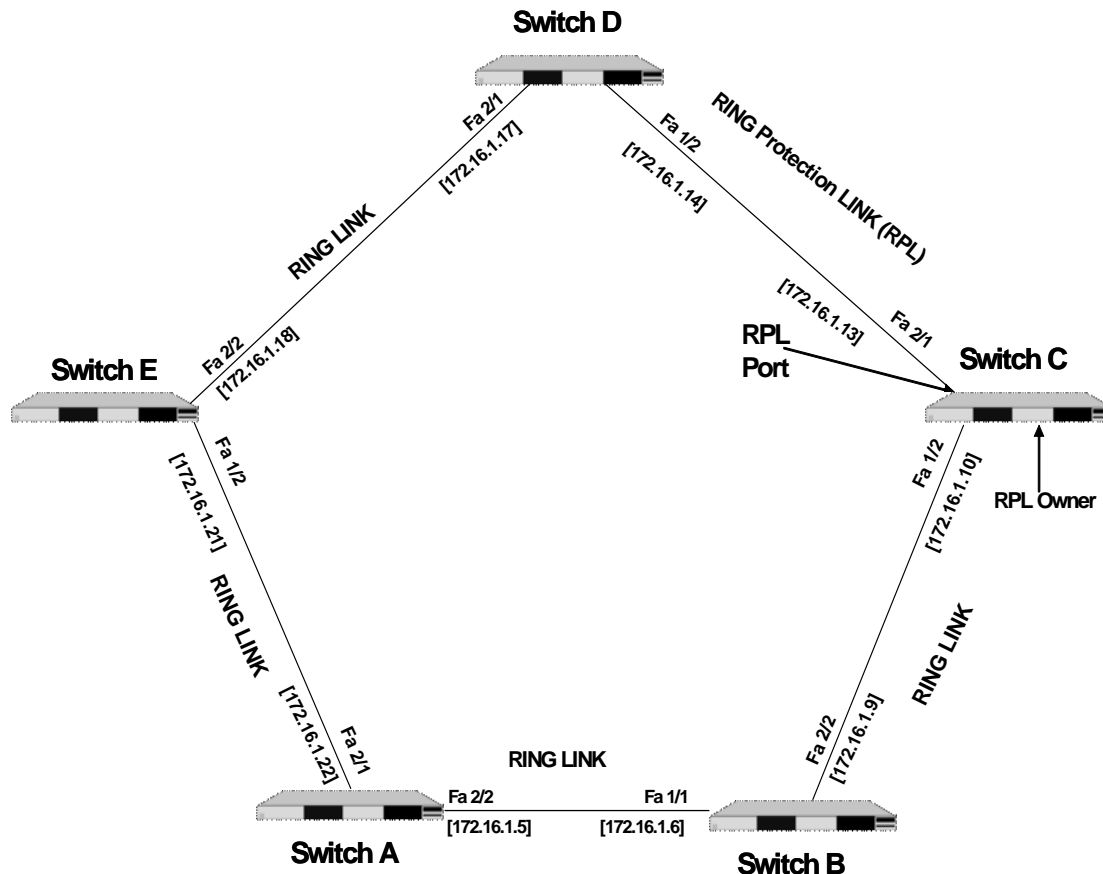 Switch D
Fa 2/1
[172.16.1.17]
Fa 1/2
[172.16.1.14]
RING Protection LINK (RPL)
RING LINK
Fa 2/2
[172.16.1.18]
[172.16.1.13]
Fa 2/1
RPL
Port
Switch E
Switch C
Fa 1/2
[172.16.1.21]
Fa 1/2
[172.16.1.10]
RPL Owner
RING LINK
RING LINK
[172.16.1.22]
Fa 2/1
Fa 2/2
[172.16.1.9]
RING LINK
Fa 2/2
Fa 1/1
[172.16.1.5]
[172.16.1.6]
Switch A
Switch B